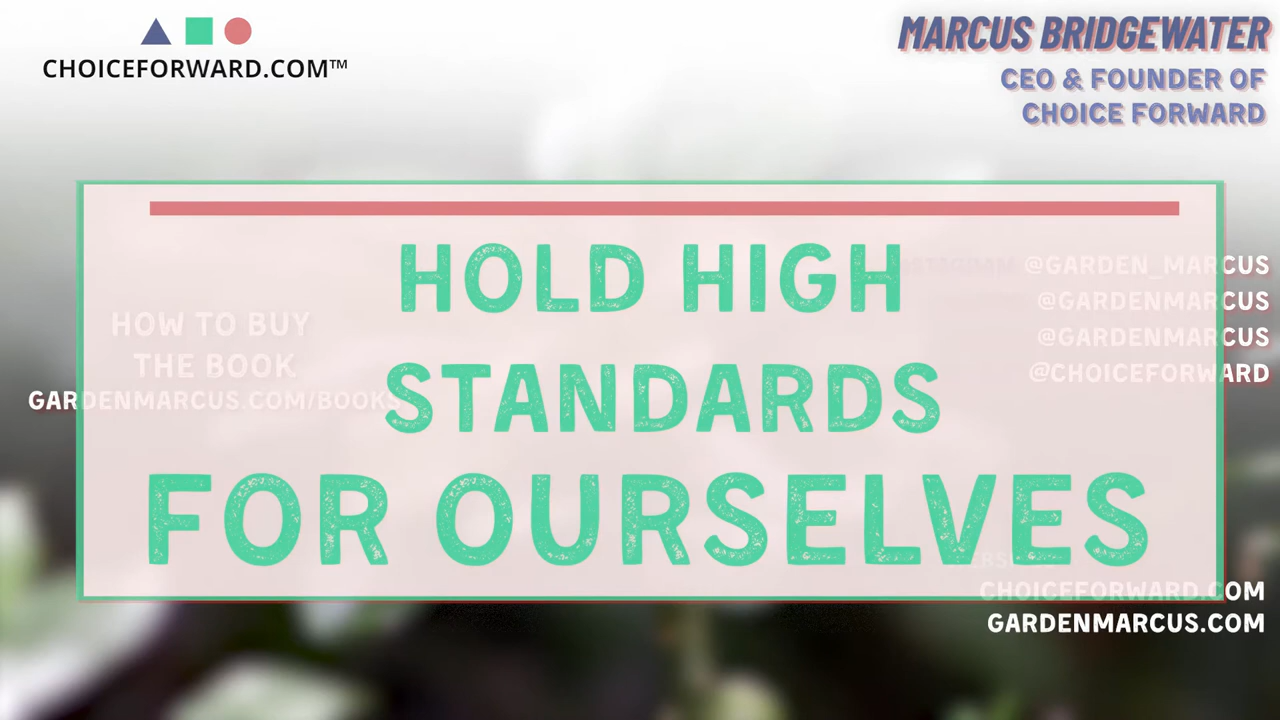 CHOICEFORWARD.COM™
MARCUS BRIDGEWATER
CEO & FOUNDER OF
CHOICE FORWARD
HOLD HIGH
STANDARDS
FOR OURSELVES
HOW TO BUY
THE BOOK
GARDENMARCUS.COM/BOOKS
@GARDEN_MARCUS
@GARDENMARCUS
@GARDENMARCUS
@CHOICEFORWARD
CHOICEFORWARD.COM
GARDENMARCUS.COM